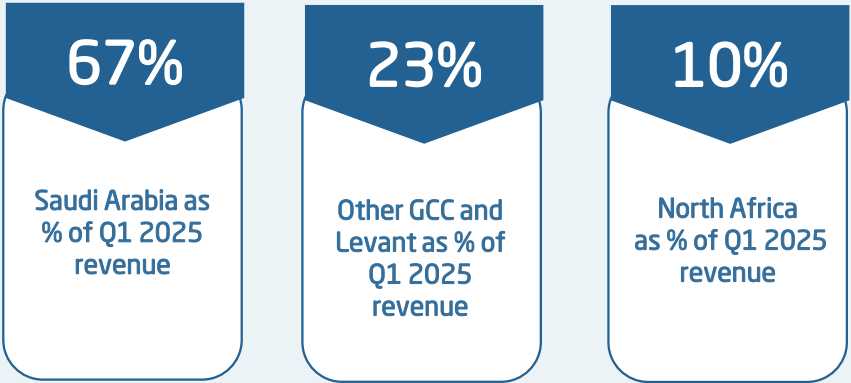 67%
Saudi Arabia as
% of Q1 2025
revenue
23%
Other GCC and
Levant as % of
Q1 2025
revenue
10%
North Africa
as % of Q1 2025
revenue